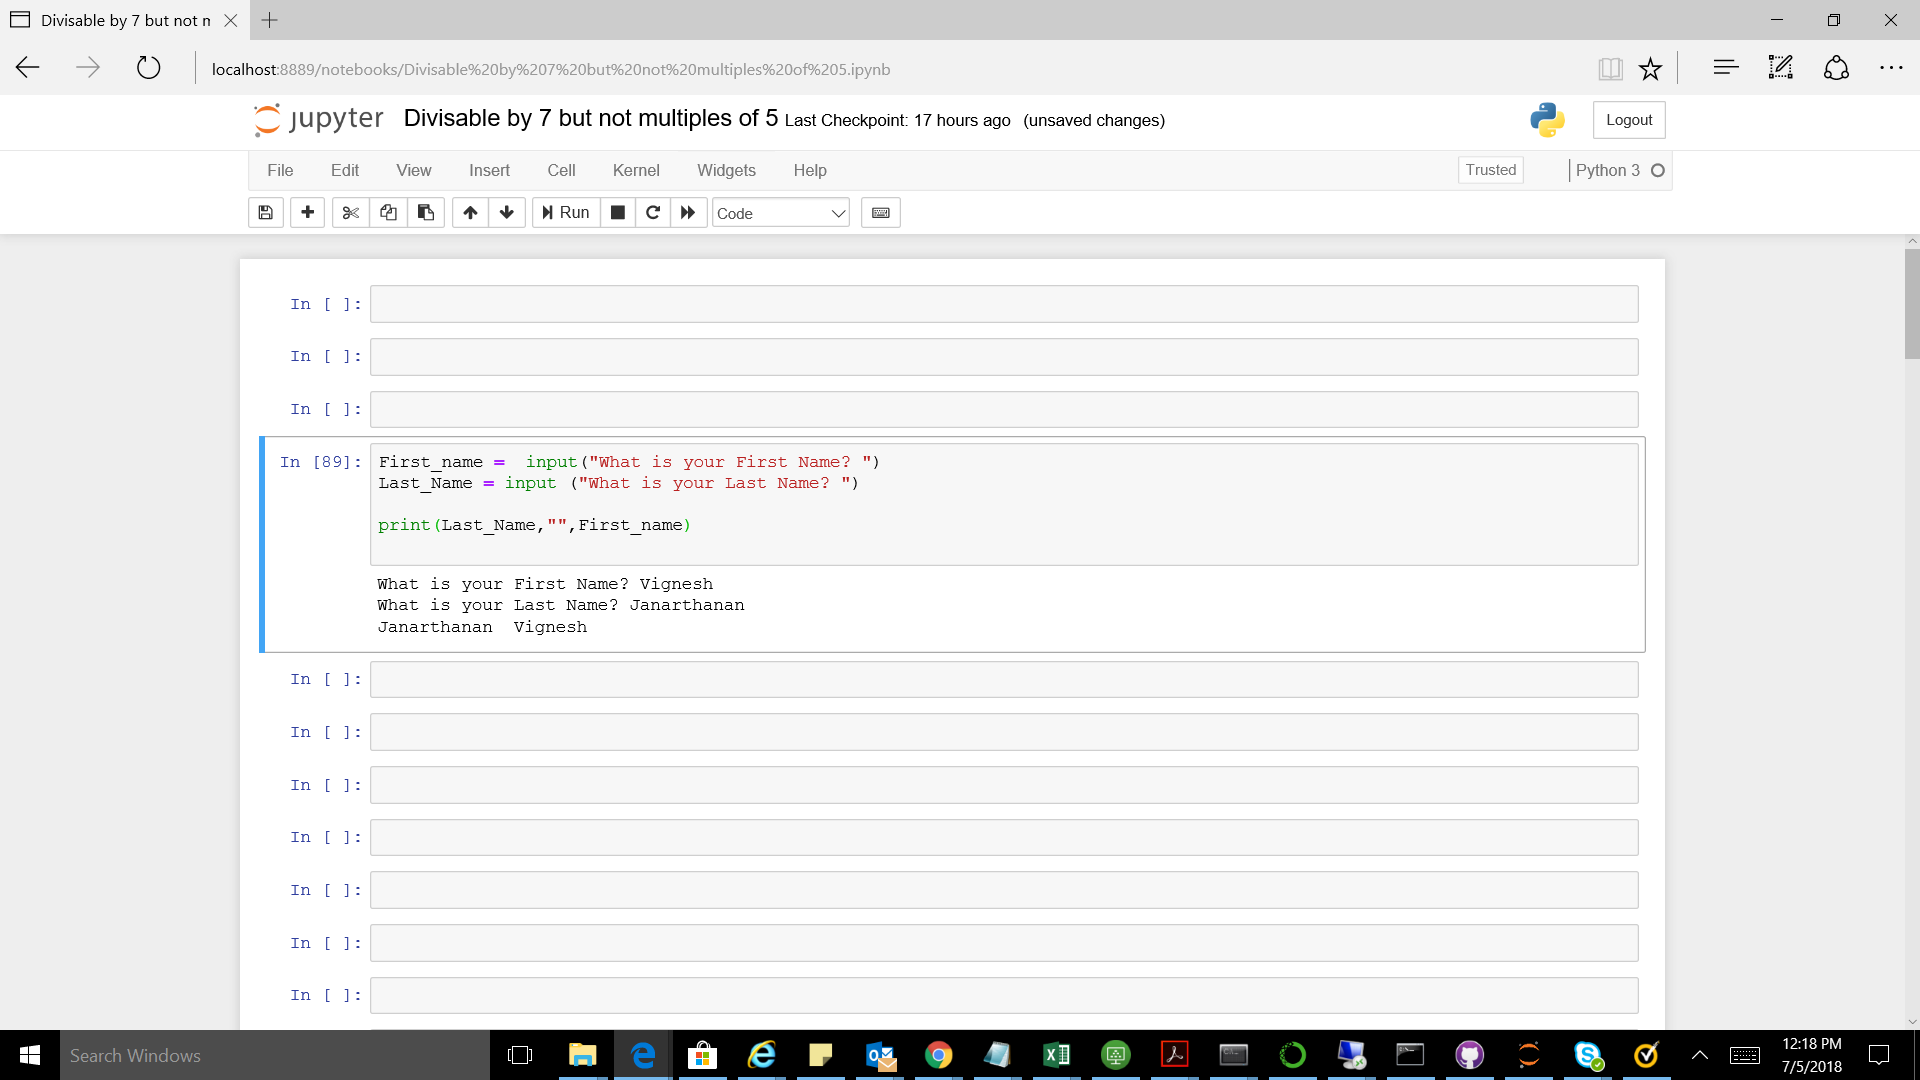 Divisable by 7 but not n
localhost:8889/notebooks/Divisable%20by%207%20but%20not%20multiples%20of%205.ipynb
jupyter Divisable by 7 but not multiples of 5 Last Checkpoint: 17 hours ago (unsaved changes) Logout
File Edit View Insert Cell Kernel Widgets Help Trusted Python 3
Run Code
In [ ]:
In [ ]:
In [ ]:
In [89]: First_name =  input("What is your First Name? ")
Last_Name = input ("What is your Last Name? ")
print(Last_Name,"",First_name)
What is your First Name? Vignesh
What is your Last Name? Janarthanan
Janarthanan  Vignesh
In [ ]:
In [ ]:
In [ ]:
In [ ]:
In [ ]:
In [ ]:
In [ ]:
Search Windows
12:18 PM
7/5/2018